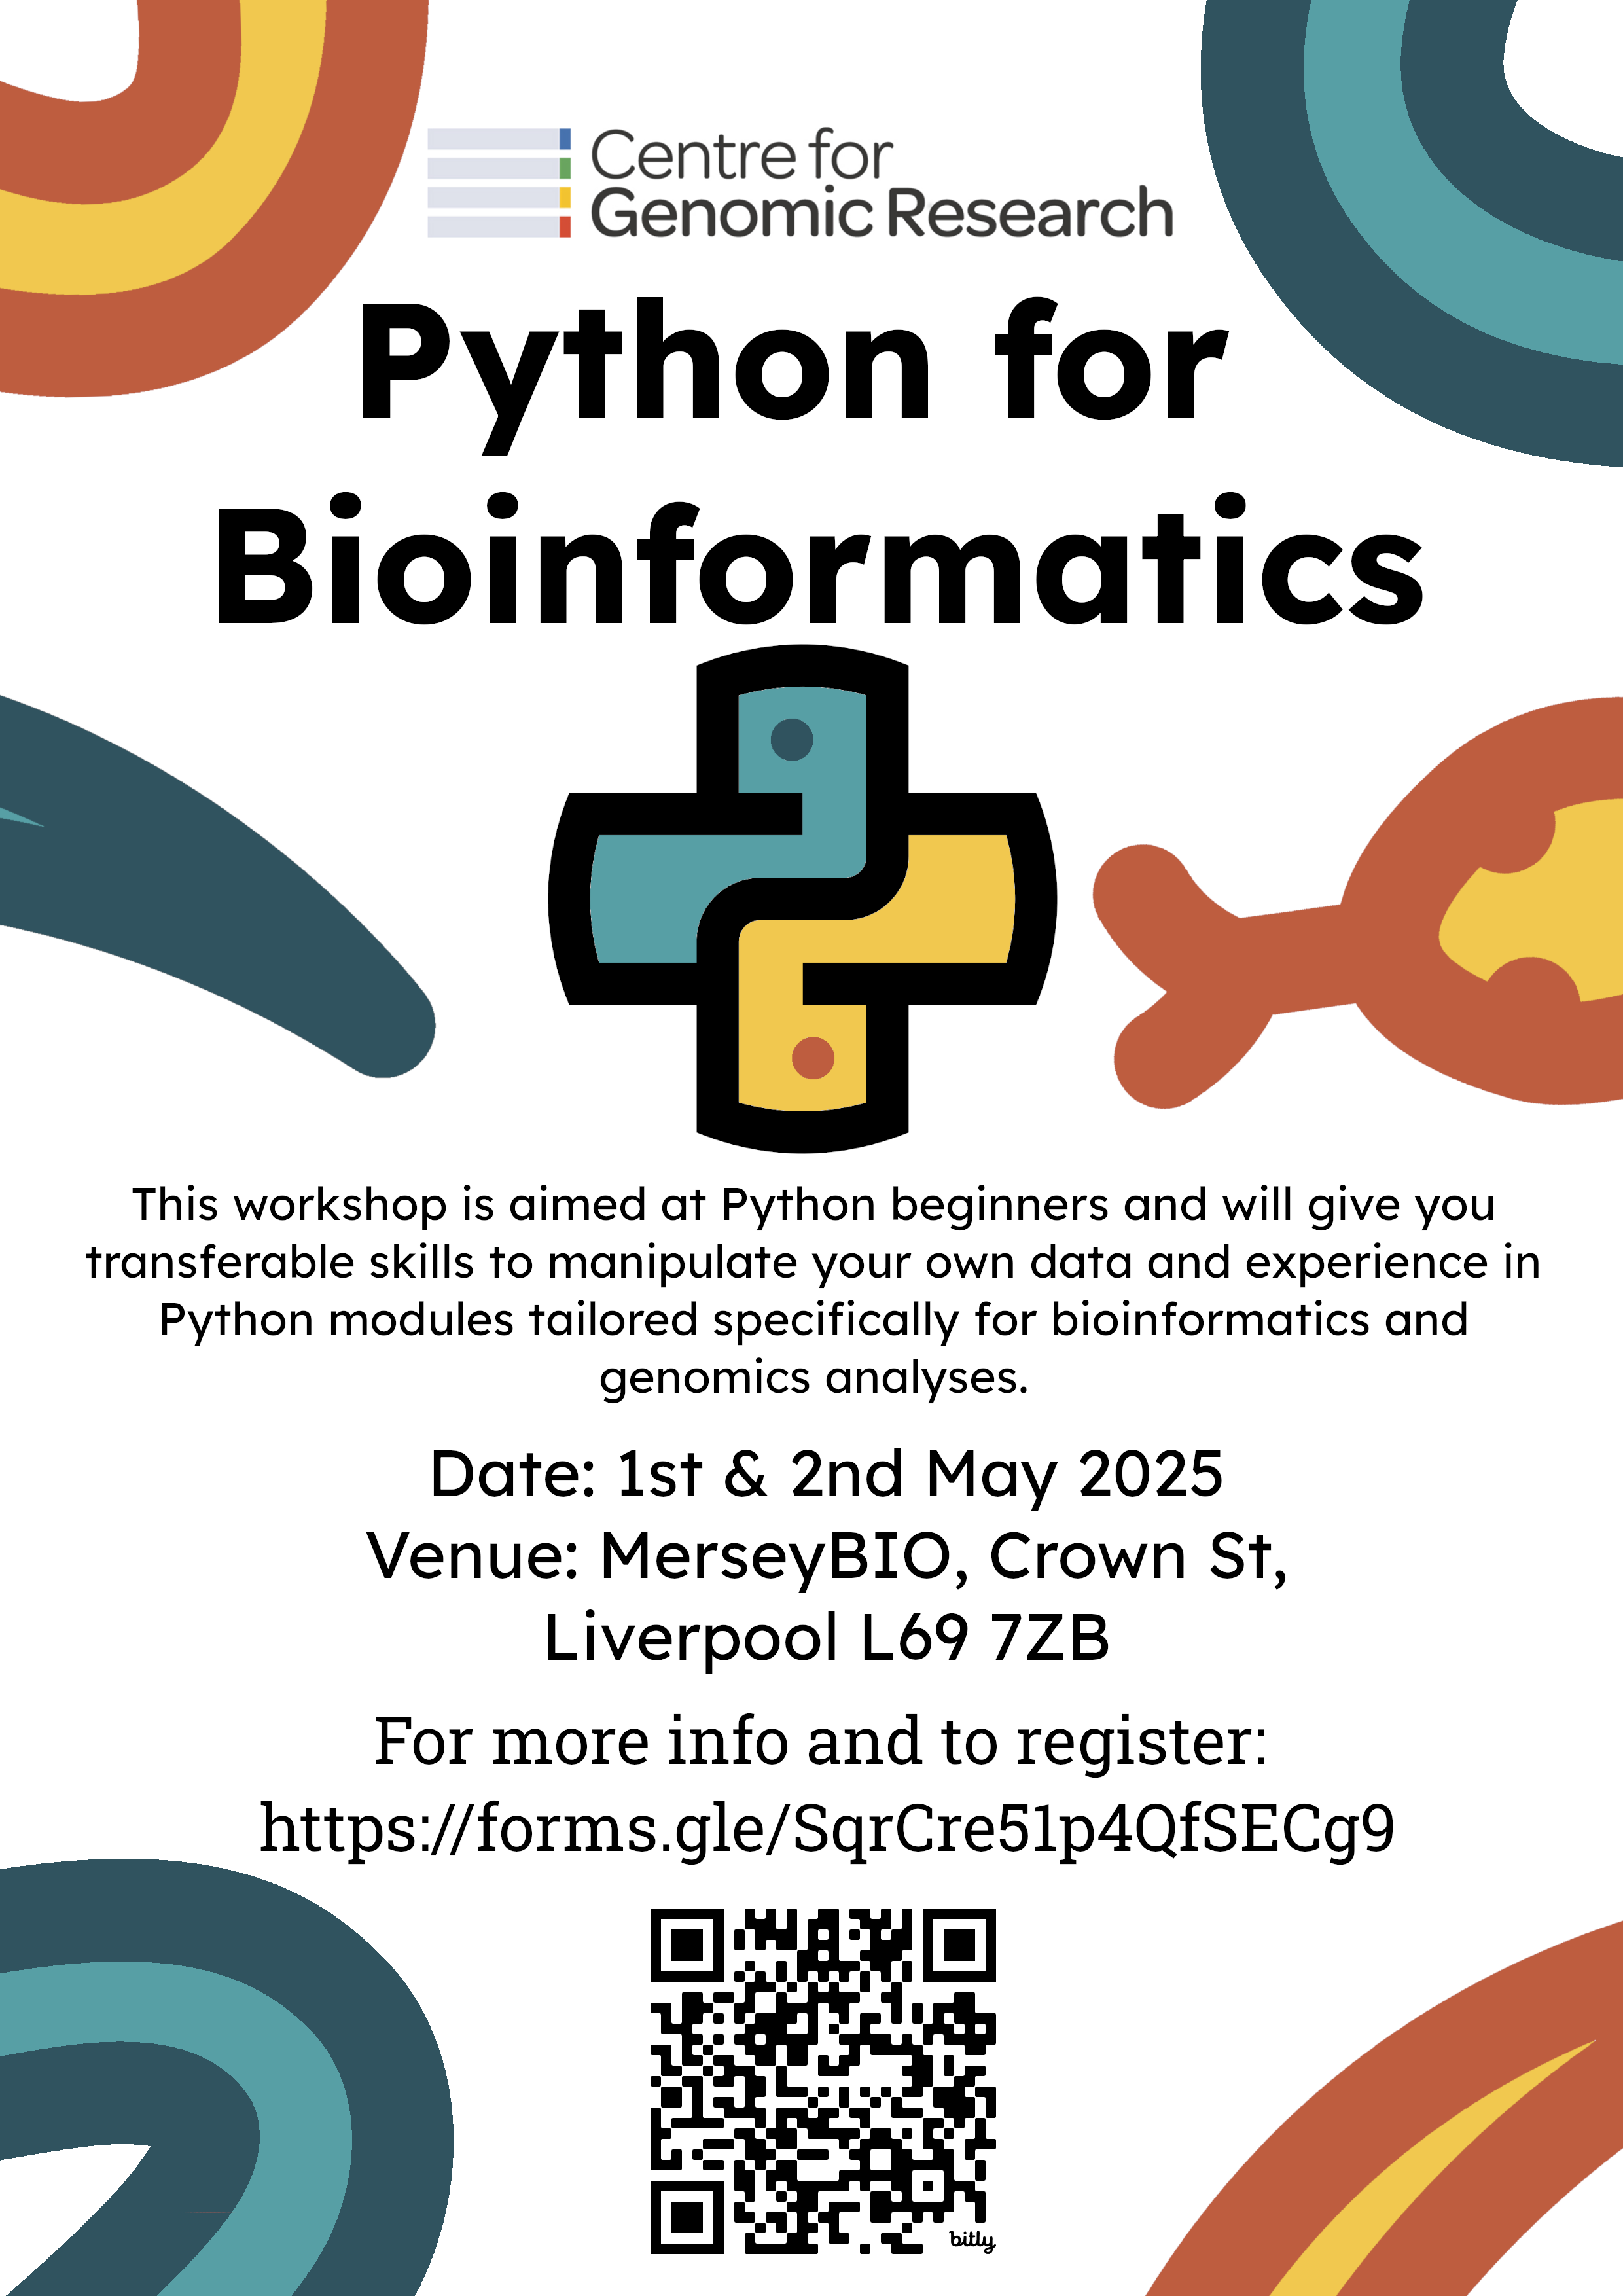 Centre for
Genomic Research
Python for
Bioinformatics
This workshop is aimed at Python beginners and will give you
transferable skills to manipulate your own data and experience in
Python modules tailored specifically for bioinformatics and
genomics analyses.
Date: 1st & 2nd May 2025
Venue: MerseyBIO, Crown St,
Liverpool L69 7ZB
For more info and to register:
https://forms.gle/SqrCre51p4QfSECg9
bitly